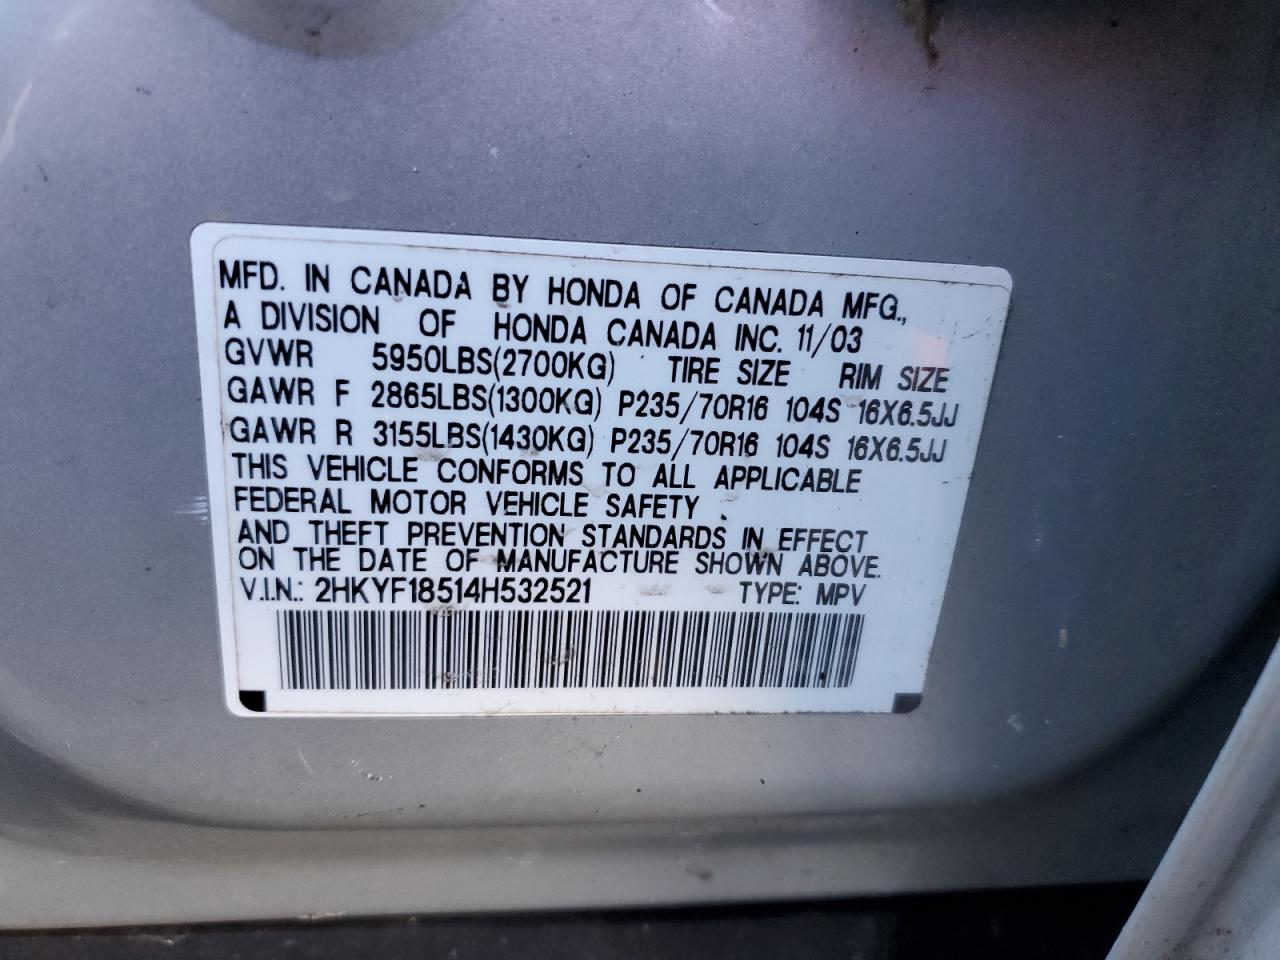 MFD. IN CANADA BY HONDA OF CANADA MFG.,
A DIVISION OF HONDA CANADA INC. 11/03
GVWR 5950LBS(2700KG) TIRE SIZE RIM SIZE
GAWR F 2865LBS(1300KG) P235/70R16 104S 16X6.5JJ
GAWR R 3155LBS(1430KG) P235/70R16 104S 16X6.5JJ
THIS VEHICLE CONFORMS TO ALL APPLICABLE
FEDERAL MOTOR VEHICLE SAFETY
AND THEFT PREVENTION STANDARDS IN EFFECT
ON THE DATE OF MANUFACTURE SHOWN ABOVE.
V.I.N.: 2HKYF18514H532521 TYPE: MPV